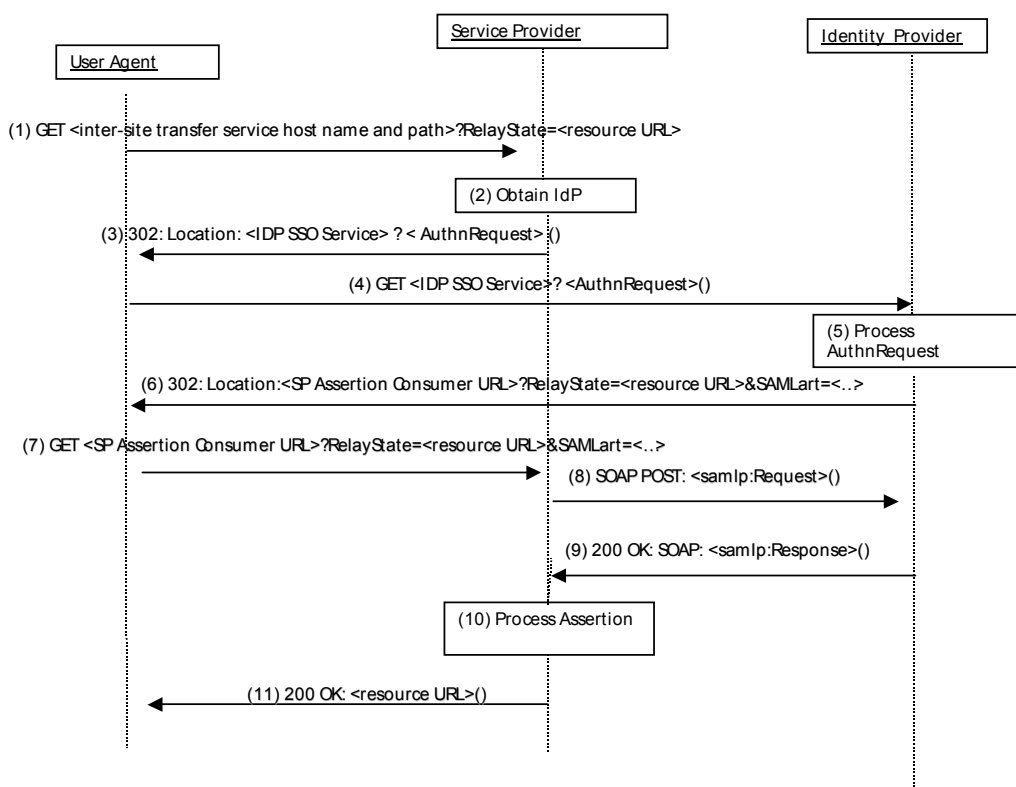 Service Provider
Identity Provider
User Agent
(1) GET <inter-site transfer service host name and path>?RelayState=<resource URL>
(2) Obtain IdP
(3) 302: Location: <IDP SSO Service> ? < AuthnRequest> ()
(4) GET <IDP SSO Service>? <AuthnRequest>()
(5) Process
AuthnRequest
(6) 302: Location:<SP Assertion Consumer URL>?RelayState=<resource URL>&SAMLart=<..>
(7) GET <SP Assertion Consumer URL>?RelayState=<resource URL>&SAMLart=<..>
(8) SOAP POST: <samlp:Request>()
(9) 200 OK: SOAP: <samlp:Response>()
(10) Process Assertion
(11) 200 OK: <resource URL>()